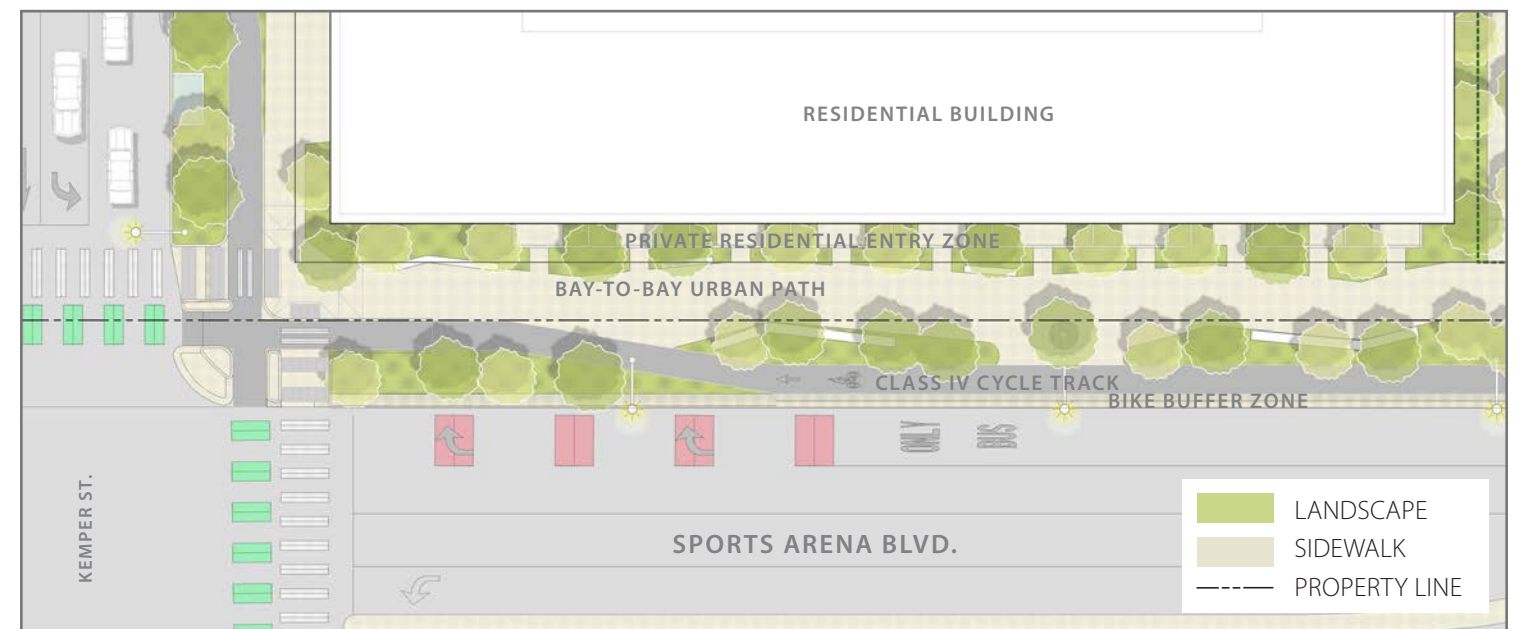 RESIDENTIAL BUILDING
PRIVATE RESIDENTIAL ENTRY ZONE
BAY-TO-BAY URBAN PATH
CLASS IV CYCLE TRACK
BIKE BUFFER ZONE
ONLY
BUS
KEMPER ST.
SPORTS ARENA BLVD.
LANDSCAPE
SIDEWALK
PROPERTY LINE